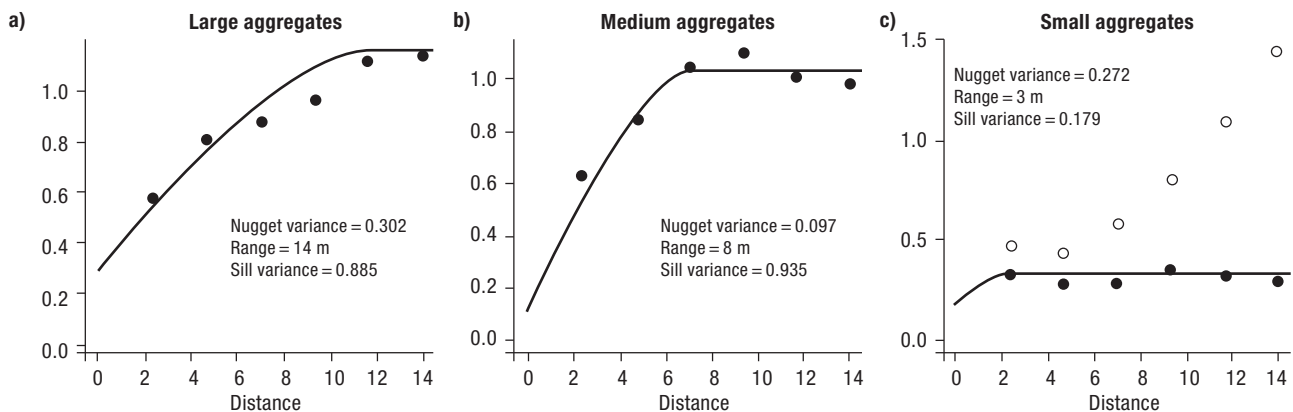 a) Large aggregates
1.0
0.8
0.6
0.4
0.2
0.0
Nugget variance = 0.302
Range = 14 m
Sill variance = 0.885
0 2 4 6 8 10 12 14
Distance
b) Medium aggregates
1.0
0.8
0.6
0.4
0.2
0.0
Nugget variance = 0.097
Range = 8 m
Sill variance = 0.935
0 2 4 6 8 10 12 14
Distance
c) Small aggregates
1.5
1.0
0.5
0.0
Nugget variance = 0.272
Range = 3 m
Sill variance = 0.179
0 2 4 6 8 10 12 14
Distance